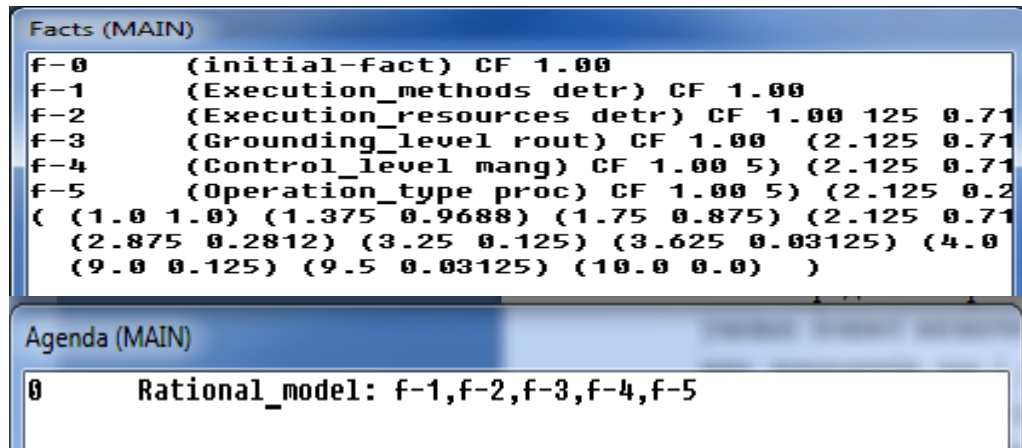 Facts (MAIN)
f-0 (initial-fact) CF 1.00
f-1 (Execution_methods detr) CF 1.00
f-2 (Execution_resources detr) CF 1.00 125 0.71
f-3 (Grounding_level rout) CF 1.00 (2.125 0.71
f-4 (Control_level mang) CF 1.00 5) (2.125 0.71
f-5 (Operation_type proc) CF 1.00 5) (2.125 0.2
( (1.0 1.0) (1.375 0.9688) (1.75 0.875) (2.125 0.71
(2.875 0.2812) (3.25 0.125) (3.625 0.03125) (4.0
(9.0 0.125) (9.5 0.03125) (10.0 0.0) )
Agenda (MAIN)
0 Rational_model: f-1,f-2,f-3,f-4,f-5